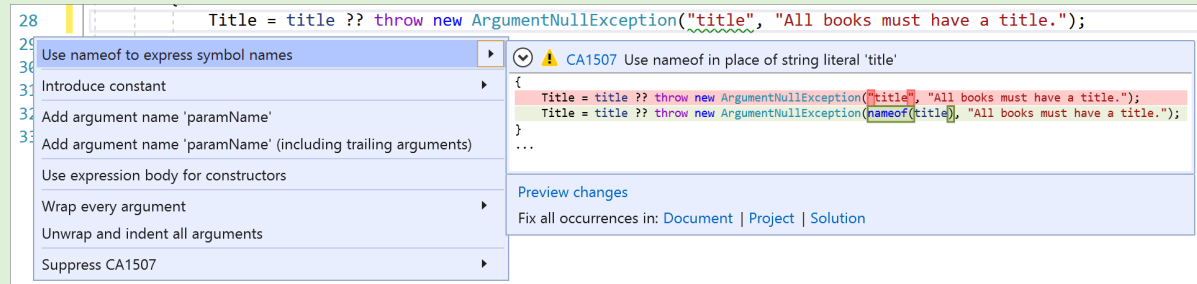 28 Title = title ?? throw new ArgumentNullException("title", "All books must have a title.");
29
30
31
32
33
Use nameof to express symbol names
Introduce constant
Add argument name 'paramName'
Add argument name 'paramName' (including trailing arguments)
Use expression body for constructors
Wrap every argument
Unwrap and indent all arguments
Suppress CA1507
CA1507 Use nameof in place of string literal 'title'
{
Title = title ?? throw new ArgumentNullException("title", "All books must have a title.");
Title = title ?? throw new ArgumentNullException(nameof(title), "All books must have a title.");
}
...
Preview changes
Fix all occurrences in: Document | Project | Solution